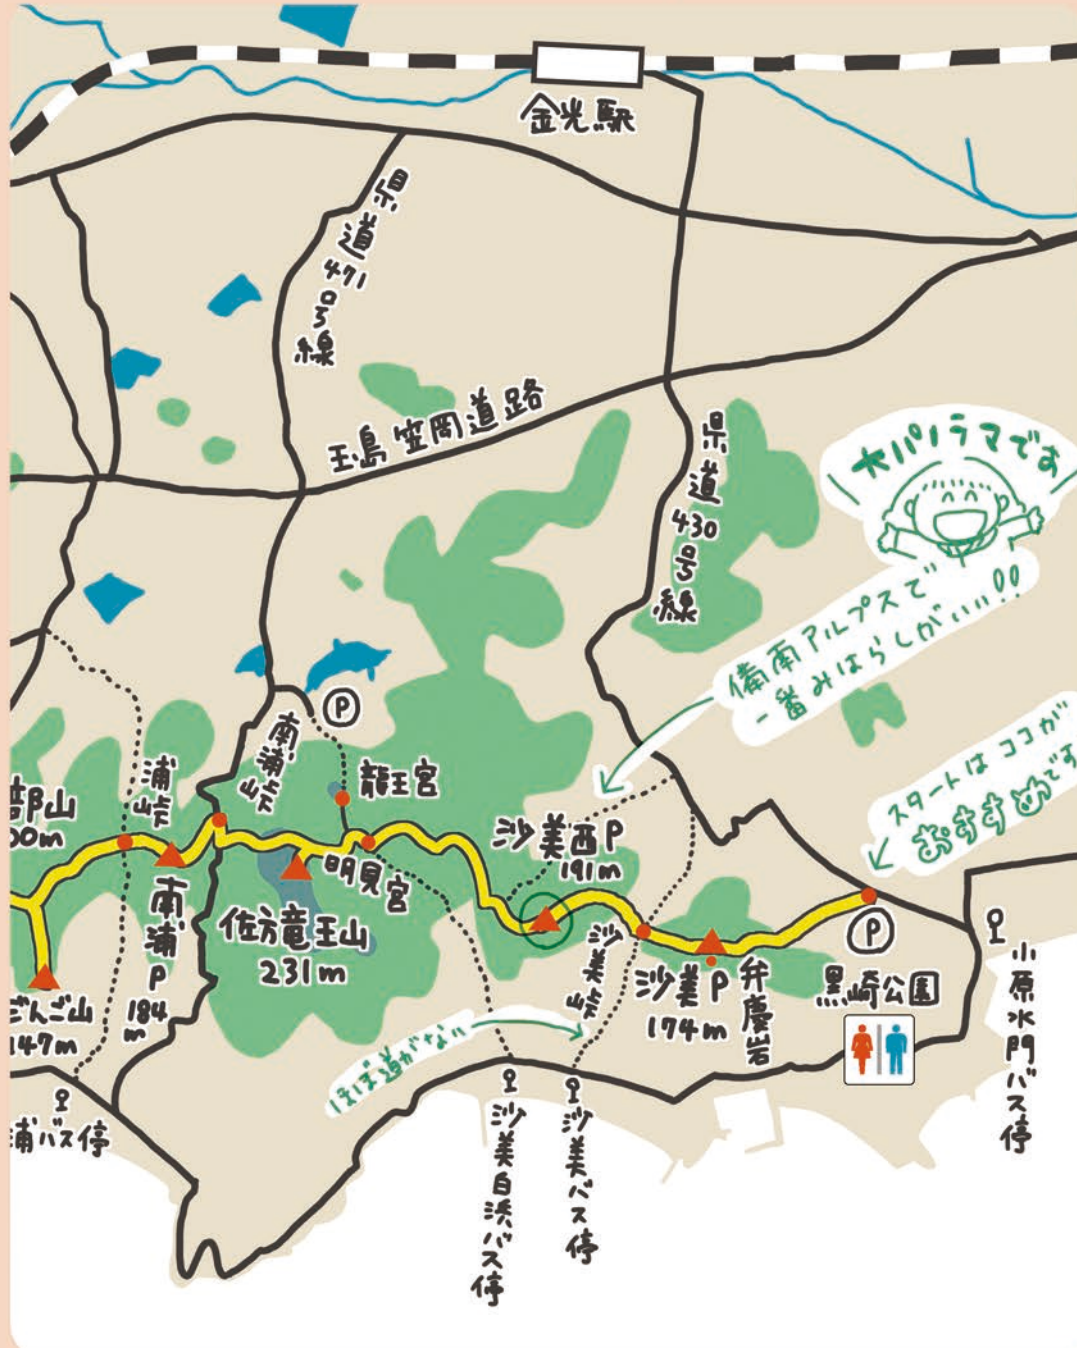 金光駅
県道471号線
玉島笠岡道路
県道430号線
大パノラマです
備南アルプスで
一番みはらしがいい!!
スタートはココが
おすすめです
P
南浦峠
龍王宮
浦峠
部山
00m
沙美西P
191m
明見宮
南浦P
184m
佐方竜王山
231m
ごんご山
147m
沙美峠
沙美P
174m
弁慶岩
P
黒崎公園
小原水門バス停
ほぼ道がない
浦バス停
沙美白浜バス停
沙美バス停